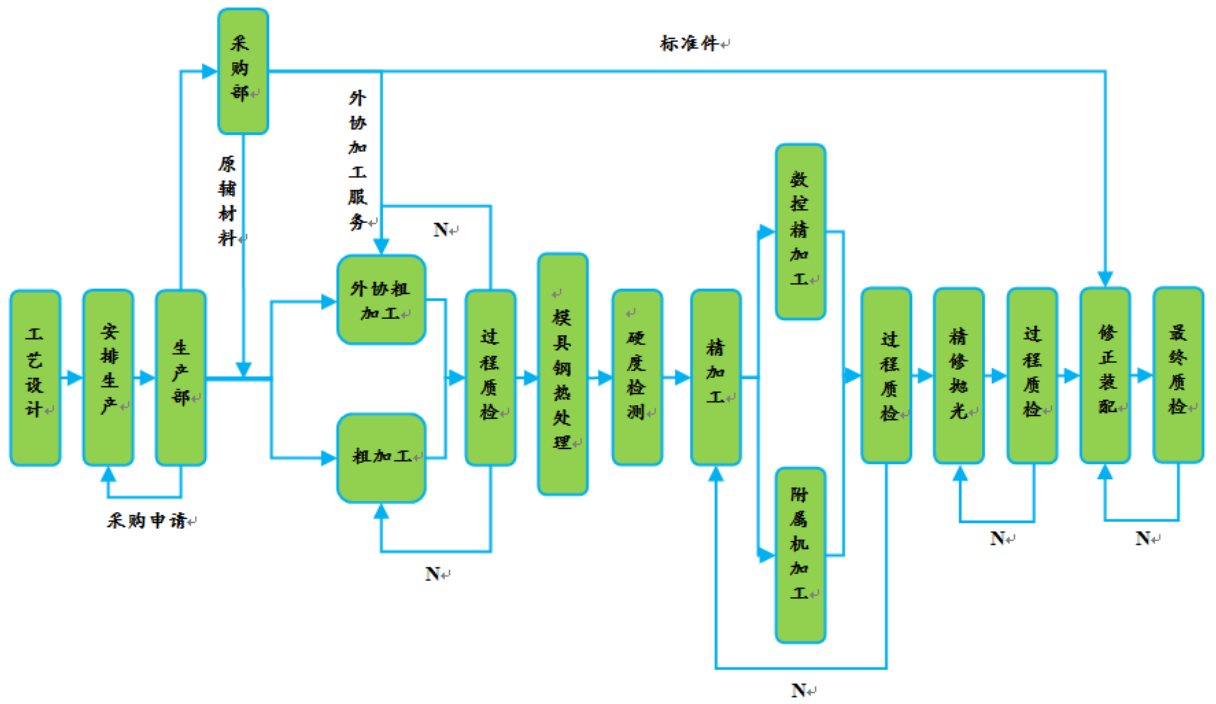 采购部
标准件
外协加工服务
原辅材料
N
数控精加工
工艺设计
安排生产
生产部
外协粗
加工
粗加工
过程质检
模具钢热处理
硬度检测
精加工
附属机加工
过程质检
精修抛光
过程质检
修正装配
最终质检
采购申请
N
N
N
N